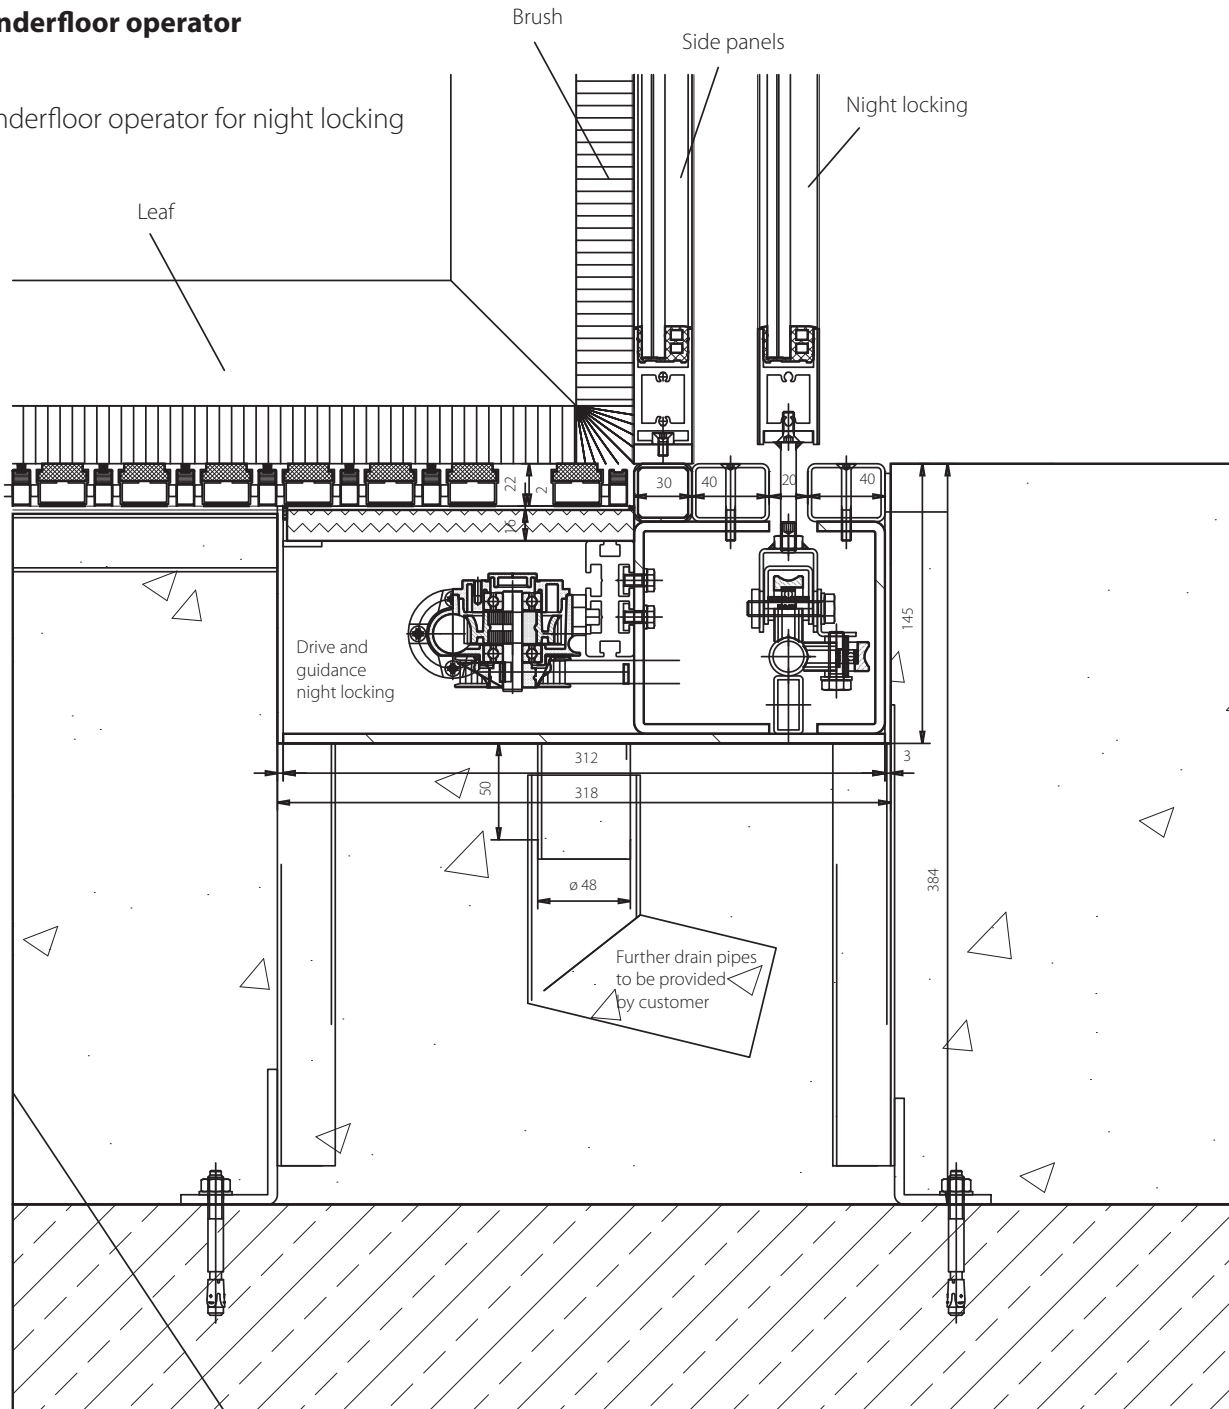 nderfloor operator
Brush
Side panels
Night locking
nderfloor operator for night locking
Leaf
22
2
30
40
20
40
16
145
Drive and
guidance
night locking
312
3
50
318
ø 48
384
Further drain pipes
to be provided
by customer